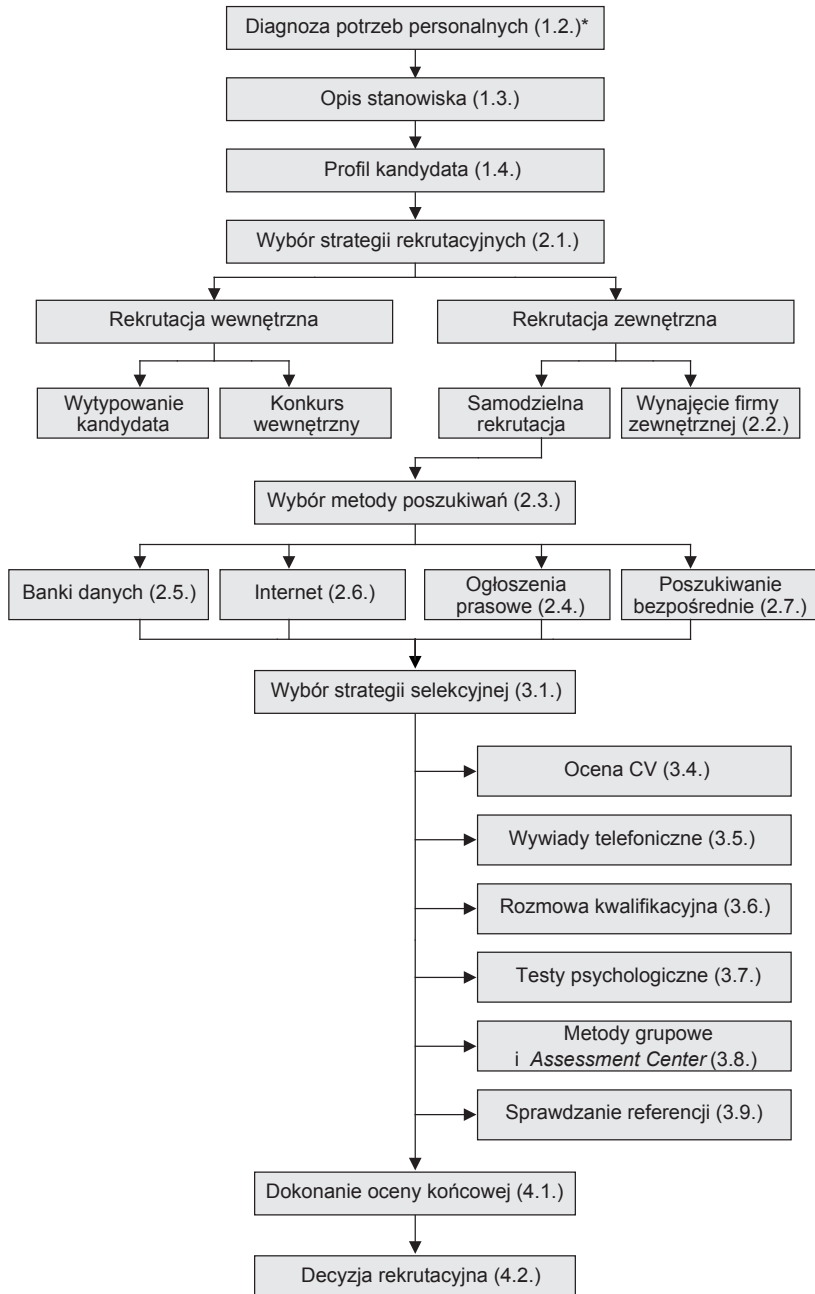 Diagnoza potrzeb personalnych (1.2.)*
Opis stanowiska (1.3.)
Profil kandydata (1.4.)
Wybór strategii rekrutacyjnych (2.1.)
Rekrutacja wewnętrzna
Rekrutacja zewnętrzna
Wytypowanie
kandydata
Konkurs
wewnętrzny
Samodzielna
rekrutacja
Wynajęcie firmy
zewnętrznej (2.2.)
Wybór metody poszukiwań (2.3.)
Banki danych (2.5.)
Internet (2.6.)
Ogłoszenia
prasowe (2.4.)
Poszukiwanie
bezpośrednie (2.7.)
Wybór strategii selekcyjnej (3.1.)
Ocena CV (3.4.)
Wywiady telefoniczne (3.5.)
Rozmowa kwalifikacyjna (3.6.)
Testy psychologiczne (3.7.)
Metody grupowe
i Assessment Center (3.8.)
Sprawdzanie referencji (3.9.)
Dokonanie oceny końcowej (4.1.)
Decyzja rekrutacyjna (4.2.)